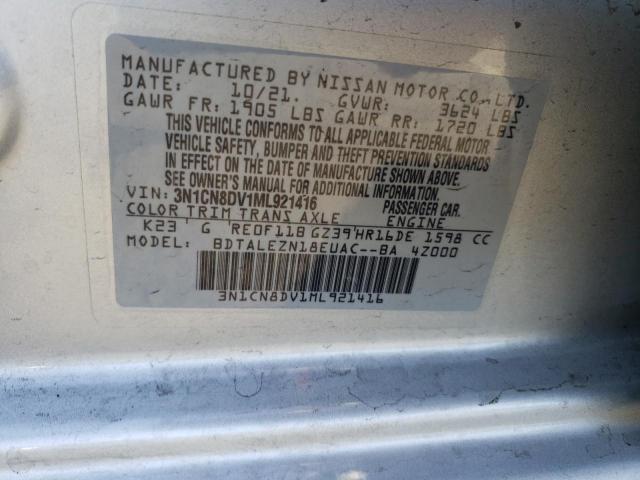 MANUFACTURED BY NISSAN MOTOR CO., LTD.
DATE: 10/21. GVWR: 3624 LBS
GAWR FR: 1905 LBS GAWR RR: 1720 LBS
THIS VEHICLE CONFORMS TO ALL APPLICABLE FEDERAL MOTOR
VEHICLE SAFETY, BUMPER AND THEFT PREVENTION STANDARDS
IN EFFECT ON THE DATE OF MANUFACTURE SHOWN ABOVE.
SEE OWNER'S MANUAL FOR ADDITIONAL INFORMATION.
VIN: 3N1CN8DV1ML921416 PASSENGER CAR.
COLOR TRIM TRANS AXLE ENGINE
K23 G RE0F11B GZ39 HR16DE 1598 CC
MODEL: BDTALEZN18EUAC--BA 4Z000
3N1CN8DV1ML921416